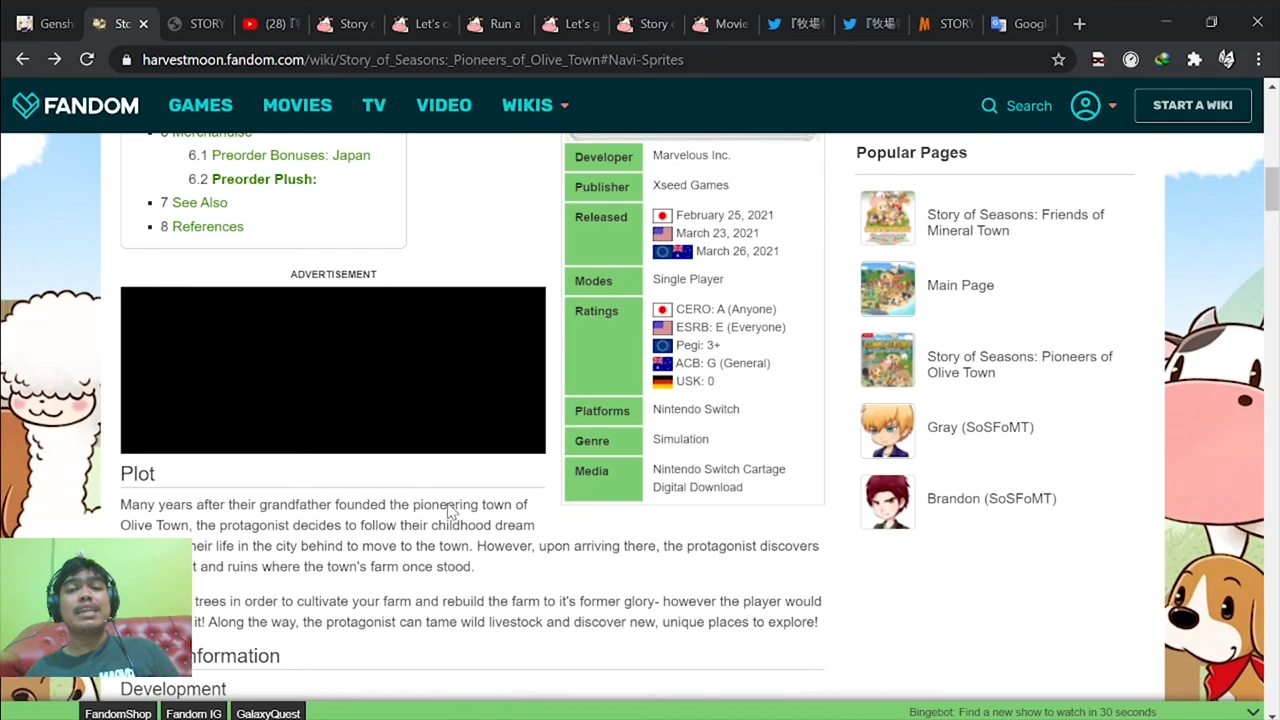 Gensh
Sto
STORY
(28)『
Story o
Let's c
Run a
Let's g
Story c
Movie
『牧場
『牧場
STORY
Googl
harvestmoon.fandom.com/wiki/Story_of_Seasons:_Pioneers_of_Olive_Town#Navi-Sprites
FANDOM
GAMES
MOVIES
TV
VIDEO
WIKIS
Search
START A WIKI
6 Merchandise
6.1 Preorder Bonuses: Japan
6.2 Preorder Plush:
7 See Also
8 References
ADVERTISEMENT
Plot
Many years after their grandfather founded the pioneering town of
Olive Town, the protagonist decides to follow their childhood dream
heir life in the city behind to move to the town. However, upon arriving there, the protagonist discovers
t and ruins where the town's farm once stood.
trees in order to cultivate your farm and rebuild the farm to it's former glory- however the player would
it! Along the way, the protagonist can tame wild livestock and discover new, unique places to explore!
nformation
Development
Developer Marvelous Inc.
Publisher Xseed Games
Released February 25, 2021
March 23, 2021
March 26, 2021
Modes Single Player
Ratings CERO: A (Anyone)
ESRB: E (Everyone)
Pegi: 3+
ACB: G (General)
USK: 0
Platforms Nintendo Switch
Genre Simulation
Media Nintendo Switch Cartage
Digital Download
Popular Pages
Story of Seasons: Friends of
Mineral Town
Main Page
Story of Seasons: Pioneers of
Olive Town
Gray (SoSFoMT)
Brandon (SoSFoMT)
FandomShop
Fandom IG
GalaxyQuest
Bingebot: Find a new show to watch in 30 seconds